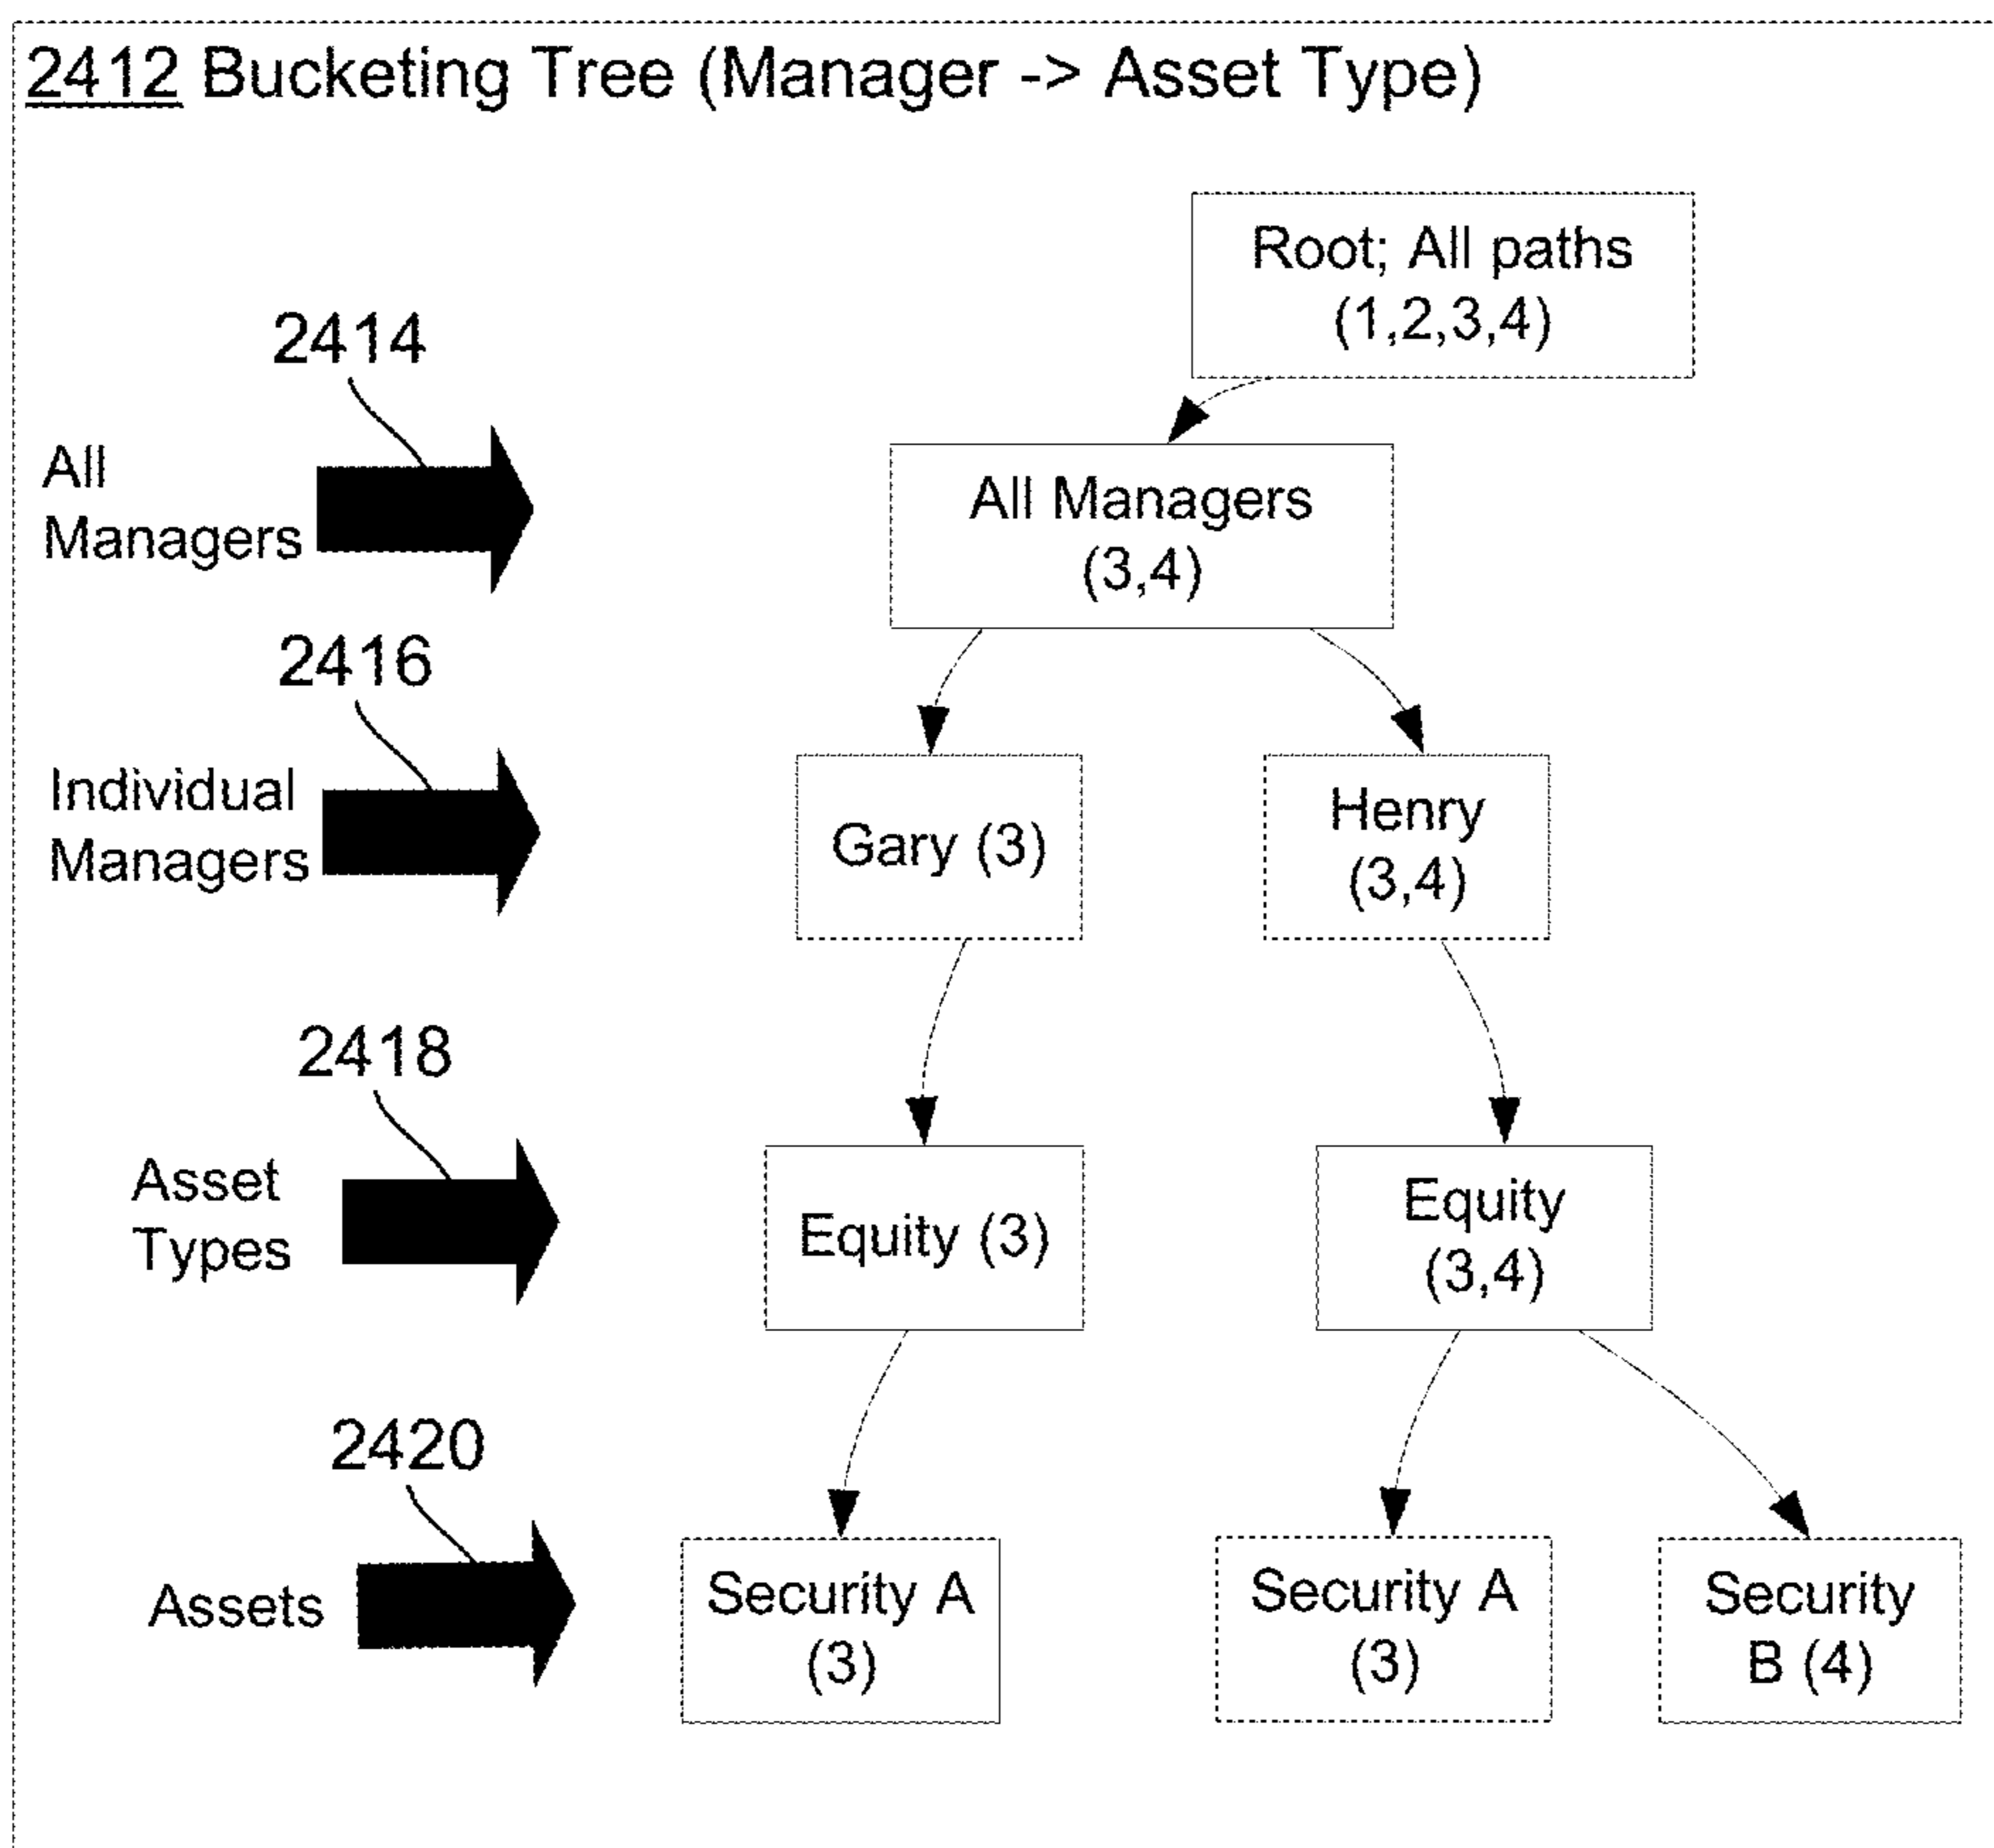 2412 Bucketing Tree (Manager -> Asset Type)
Root; All paths
(1,2,3,4)
2414
All
Managers
All Managers
(3,4)
2416
Individual
Managers
Gary (3)
Henry
(3,4)
2418
Asset
Types
Equity (3)
Equity
(3,4)
2420
Assets
Security A
(3)
Security A
(3)
Security
B (4)